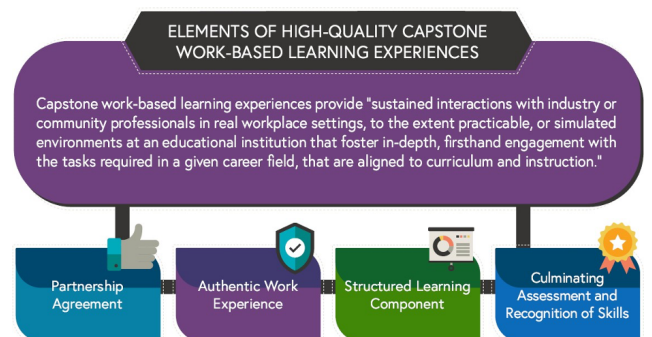 ELEMENTS OF HIGH-QUALITY CAPSTONE
WORK-BASED LEARNING EXPERIENCES
Capstone work-based learning experiences provide "sustained interactions with industry or
community professionals in real workplace settings, to the extent practicable, or simulated
environments at an educational institution that foster in-depth, firsthand engagement with
the tasks required in a given career field, that are aligned to curriculum and instruction."
Partnership
Agreement
Authentic Work
Experience
Structured Learning
Component
Culminating
Assessment and
Recognition of Skills